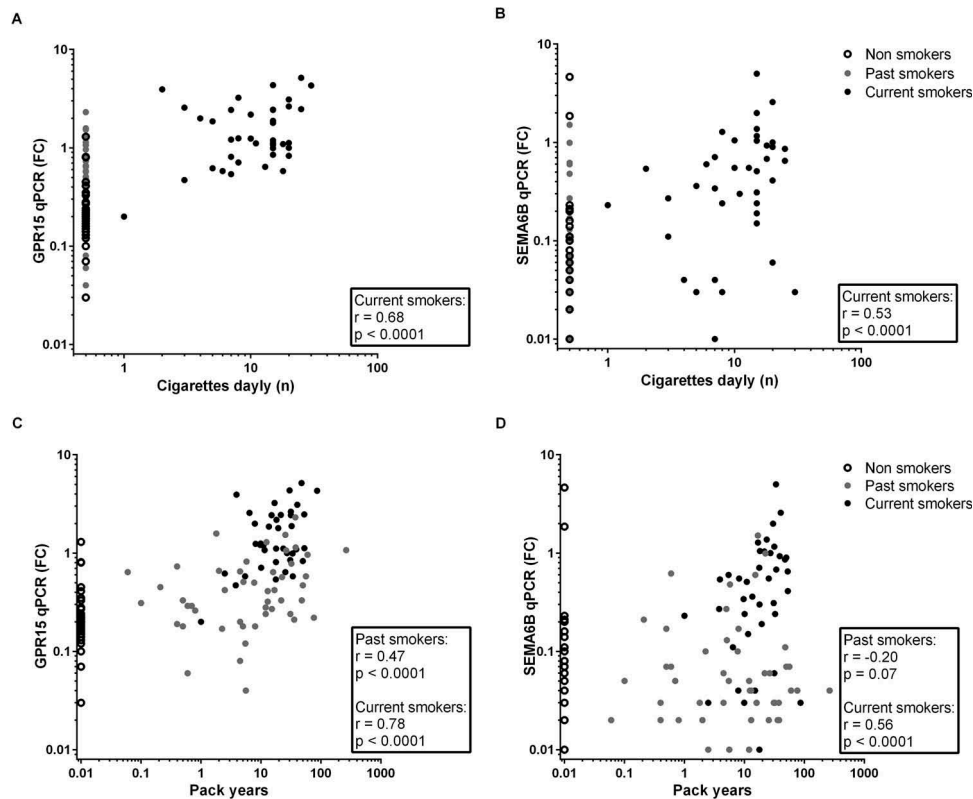 A
B
Non smokers
Past smokers
Current smokers
10
1
0.1
0.01
GPR15 qPCR (FC)
Current smokers:
r = 0.68
p < 0.0001
1
10
100
Cigarettes dayly (n)
10
1
0.1
0.01
SEMA6B qPCR (FC)
Current smokers:
r = 0.53
p < 0.0001
1
10
100
Cigarettes dayly (n)
C
D
Non smokers
Past smokers
Current smokers
10
1
0.1
0.01
GPR15 qPCR (FC)
Past smokers:
r = 0.47
p < 0.0001
Current smokers:
r = 0.78
p < 0.0001
0.01
0.1
1
10
100
1000
Pack years
10
1
0.1
0.01
SEMA6B qPCR (FC)
Past smokers:
r = -0.20
p = 0.07
Current smokers:
r = 0.56
p < 0.0001
0.01
0.1
1
10
100
1000
Pack years